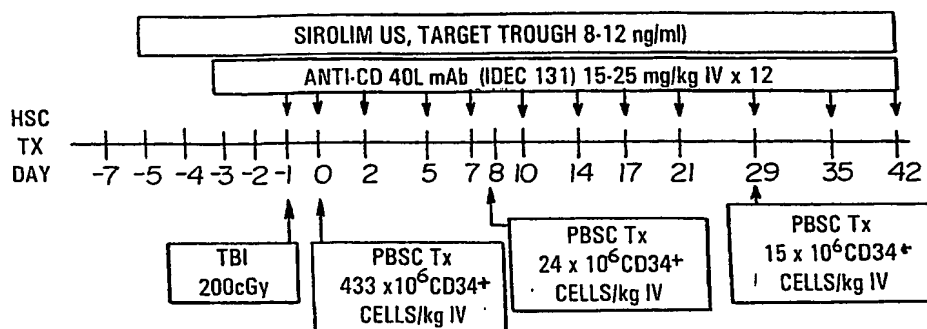 SIROLIM US, TARGET TROUGH 8-12 ng/ml)
ANTI-CD 40L mAb (IDEC 131) 15-25 mg/kg IV x 12
HSC
TX
DAY -7 -5 -4 -3 -2 -1 0 2 5 7 8 10 14 17 21 29 35 42
TBI
200cGy
PBSC Tx
433 x10⁶CD34+
CELLS/kg IV
PBSC Tx
24 x 10⁶CD34+
CELLS/kg IV
PBSC Tx
15 x 10⁶CD34+
CELLS/kg IV